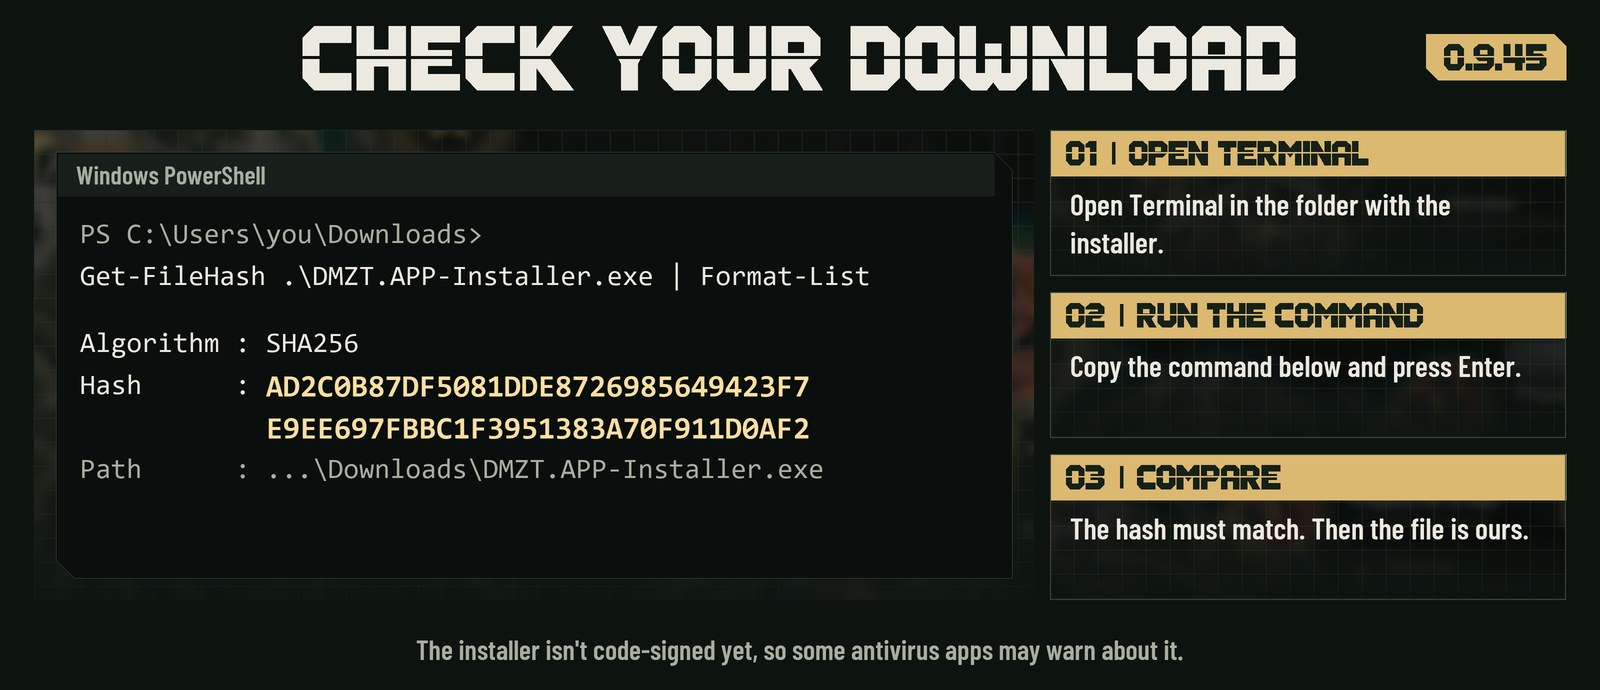 CHECK YOUR DOWNLOAD
0.9.45
Windows PowerShell
PS C:\Users\you\Downloads>
Get-FileHash .\DMZT.APP-Installer.exe | Format-List
Algorithm : SHA256
Hash : AD2C0B87DF5081DDE8726985649423F7
E9EE697FBBC1F3951383A70F911D0AF2
Path : ...\Downloads\DMZT.APP-Installer.exe
01 | OPEN TERMINAL
Open Terminal in the folder with the
installer.
02 | RUN THE COMMAND
Copy the command below and press Enter.
03 | COMPARE
The hash must match. Then the file is ours.
The installer isn't code-signed yet, so some antivirus apps may warn about it.